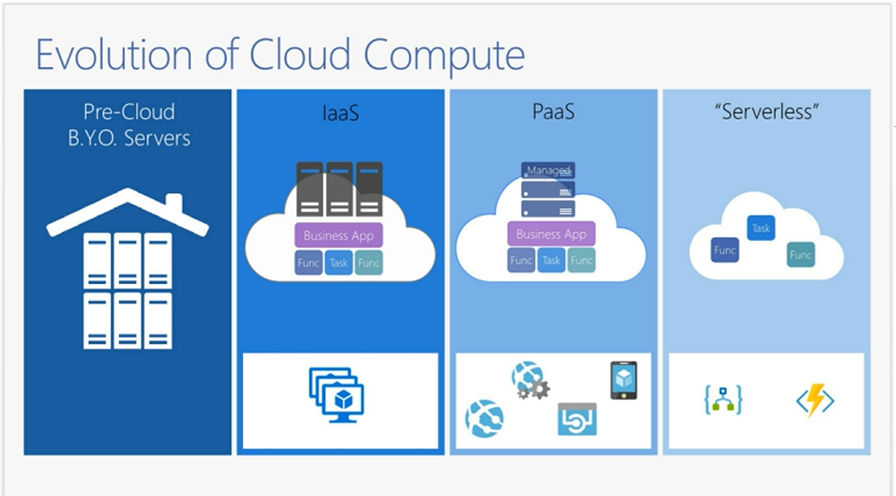 Evolution of Cloud Compute
Pre-Cloud
B.Y.O. Servers
IaaS
Business App
Func Task Func
PaaS
Managed
Business App
Func Task Func
“Serverless”
Task
Func
Func